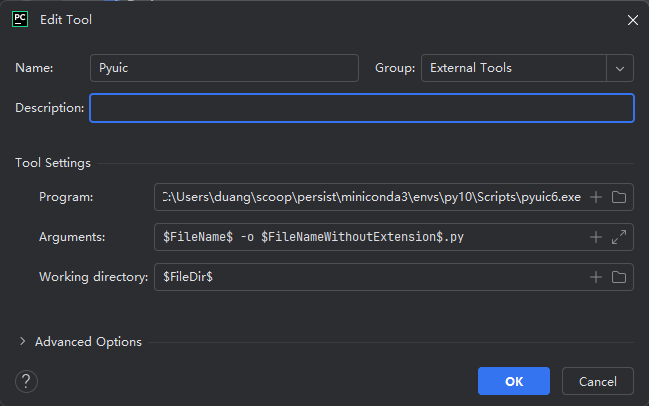 PC Edit Tool
Name: Pyuic Group: External Tools
Description:
Tool Settings
Program: C:\Users\duang\scoop\persist\miniconda3\envs\py10\Scripts\pyuic6.exe
Arguments: $FileName$ -o $FileNameWithoutExtension$.py
Working directory: $FileDir$
Advanced Options
? OK Cancel